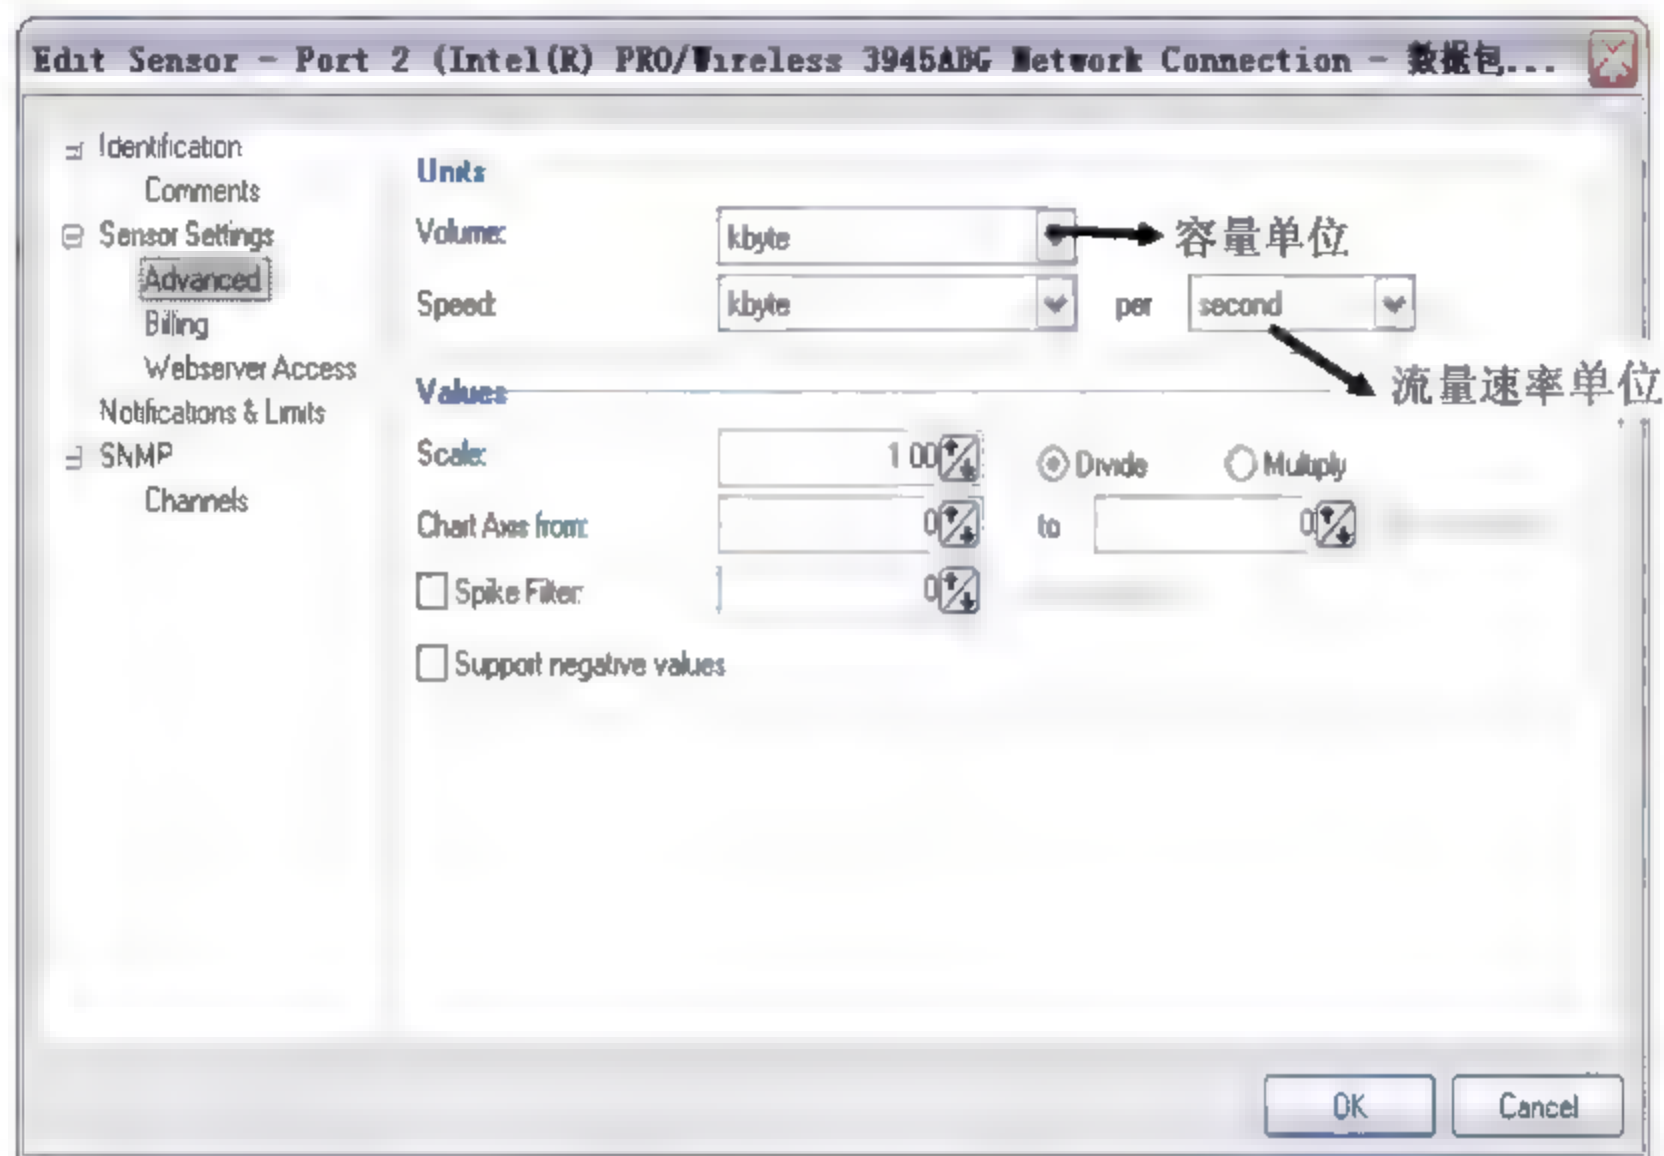 Edit Sensor - Port 2 (Intel(R) PRO/Wireless 3945ABG Network Connection - 数据包...
Identification
Comments
Sensor Settings
Advanced
Billing
Webserver Access
Notifications & Limits
SNMP
Channels
Units
Volume: kbyte 容量单位
Speed: kbyte per second
流量速率单位
Values
Scale: 1.00 Divide Multiply
Chart Axis from: 0 to 0
Spike Filter: 0
Support negative values
OK Cancel